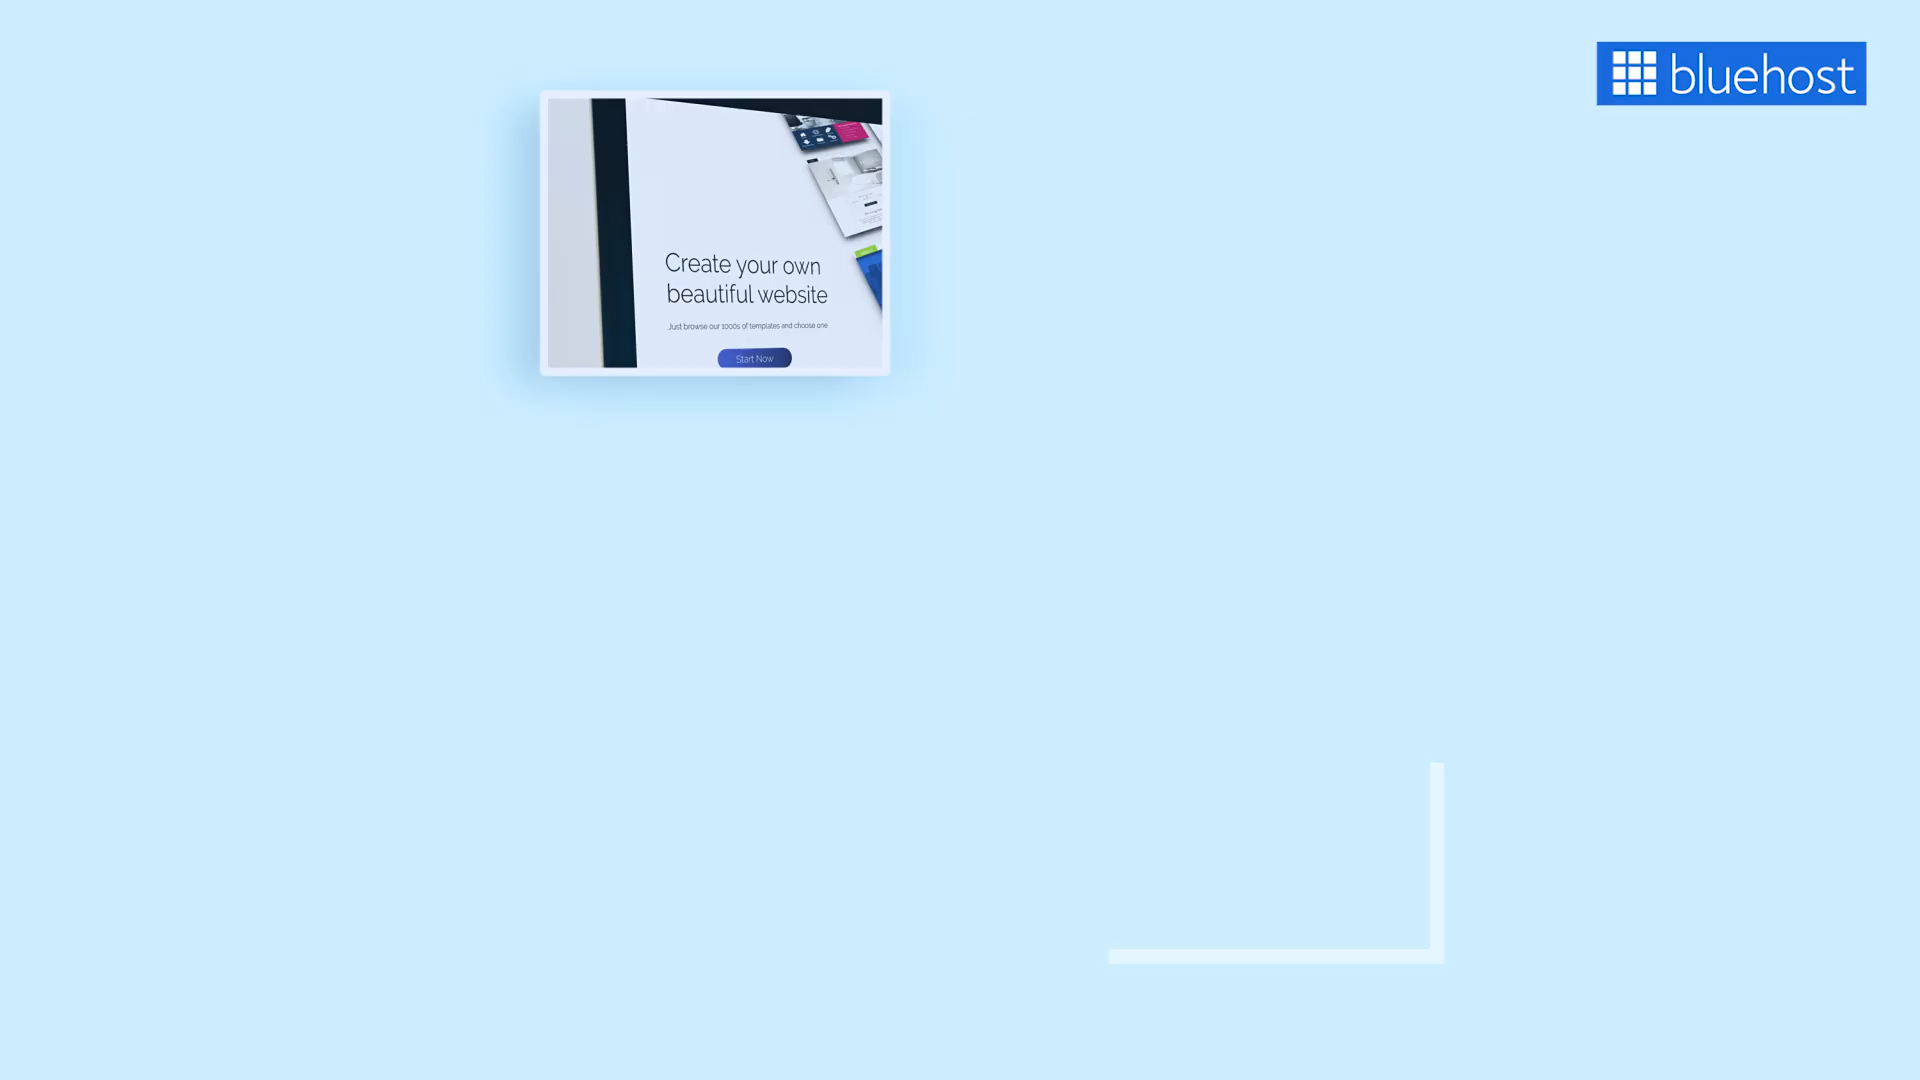 bluehost
Create your own
beautiful website
Just browse our 1000s of templates and choose one
Start Now